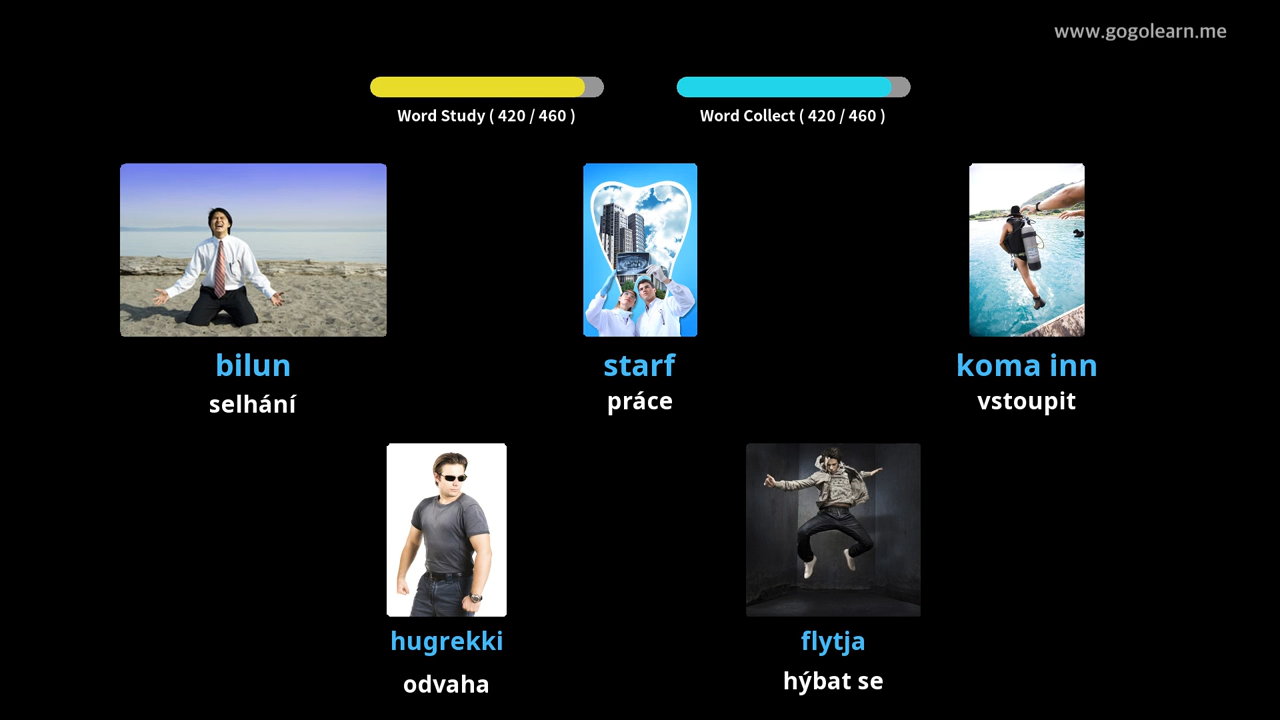 www.gogolearn.me
Word Study ( 420 / 460 )
Word Collect ( 420 / 460 )
bilun
starf
koma inn
selhání
práce
vstoupit
hugrekki
flytja
odvaha
hýbat se